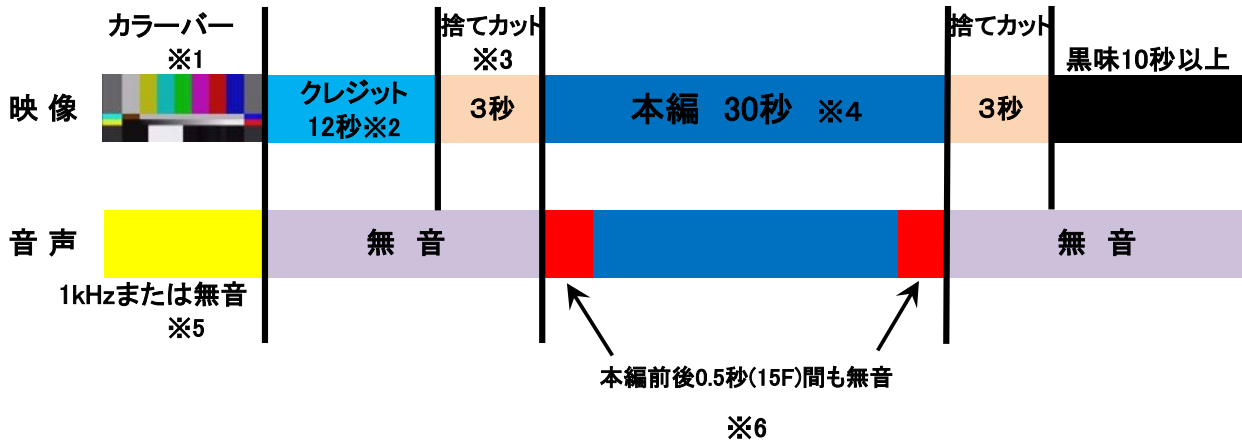 カラーバー
※1
捨てカット
※3
捨てカット
黒味10秒以上
映像
クレジット
12秒※2
3秒
本編 30秒 ※4
3秒
音声
無 音
無 音
1kHzまたは無音
※5
本編前後0.5秒(15F)間も無音
※6